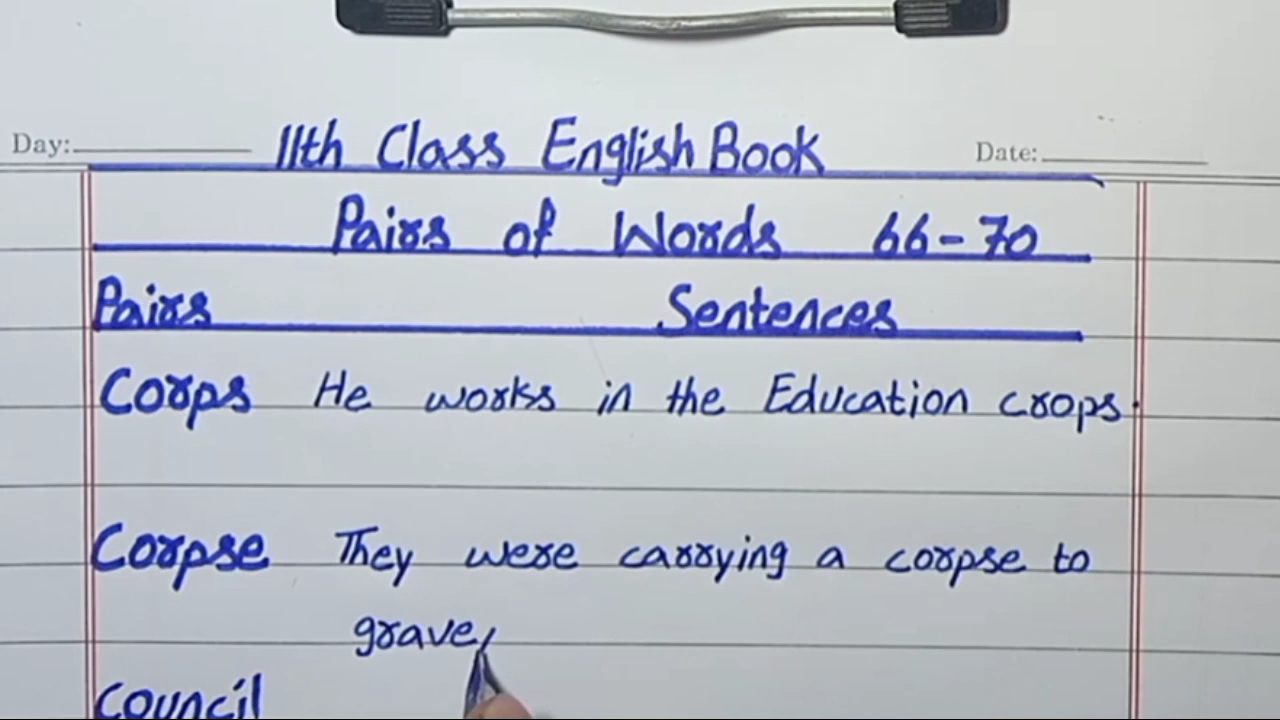 Day:
11th Class English Book
Date:
Pairs of Words 66-70
Pairs Sentences
Corps He works in the Education crops.
Corpse They were carrying a corpse to
grave
council